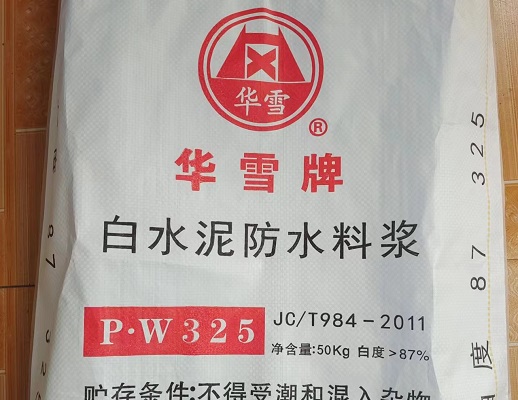 华雪
®
华雪牌
白水泥防水料浆
P·W325
JC/T984-2011
净含量:50Kg 白度>87%
贮存条件:不得受潮和混入杂物
度 87 325
87 32